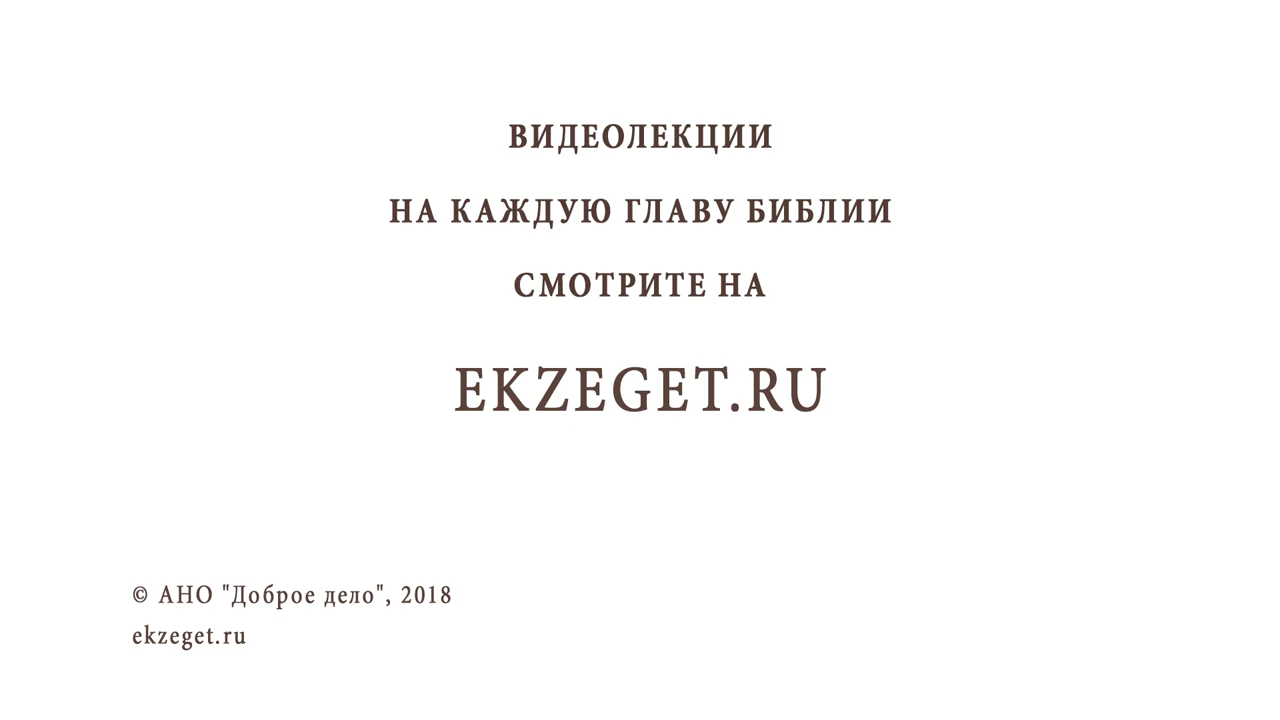 ВИДЕОЛЕКЦИИ
НА КАЖДУЮ ГЛАВУ БИБЛИИ
СМОТРИТЕ НА
EKZEGET.RU
© АНО "Доброе дело", 2018
ekzeget.ru